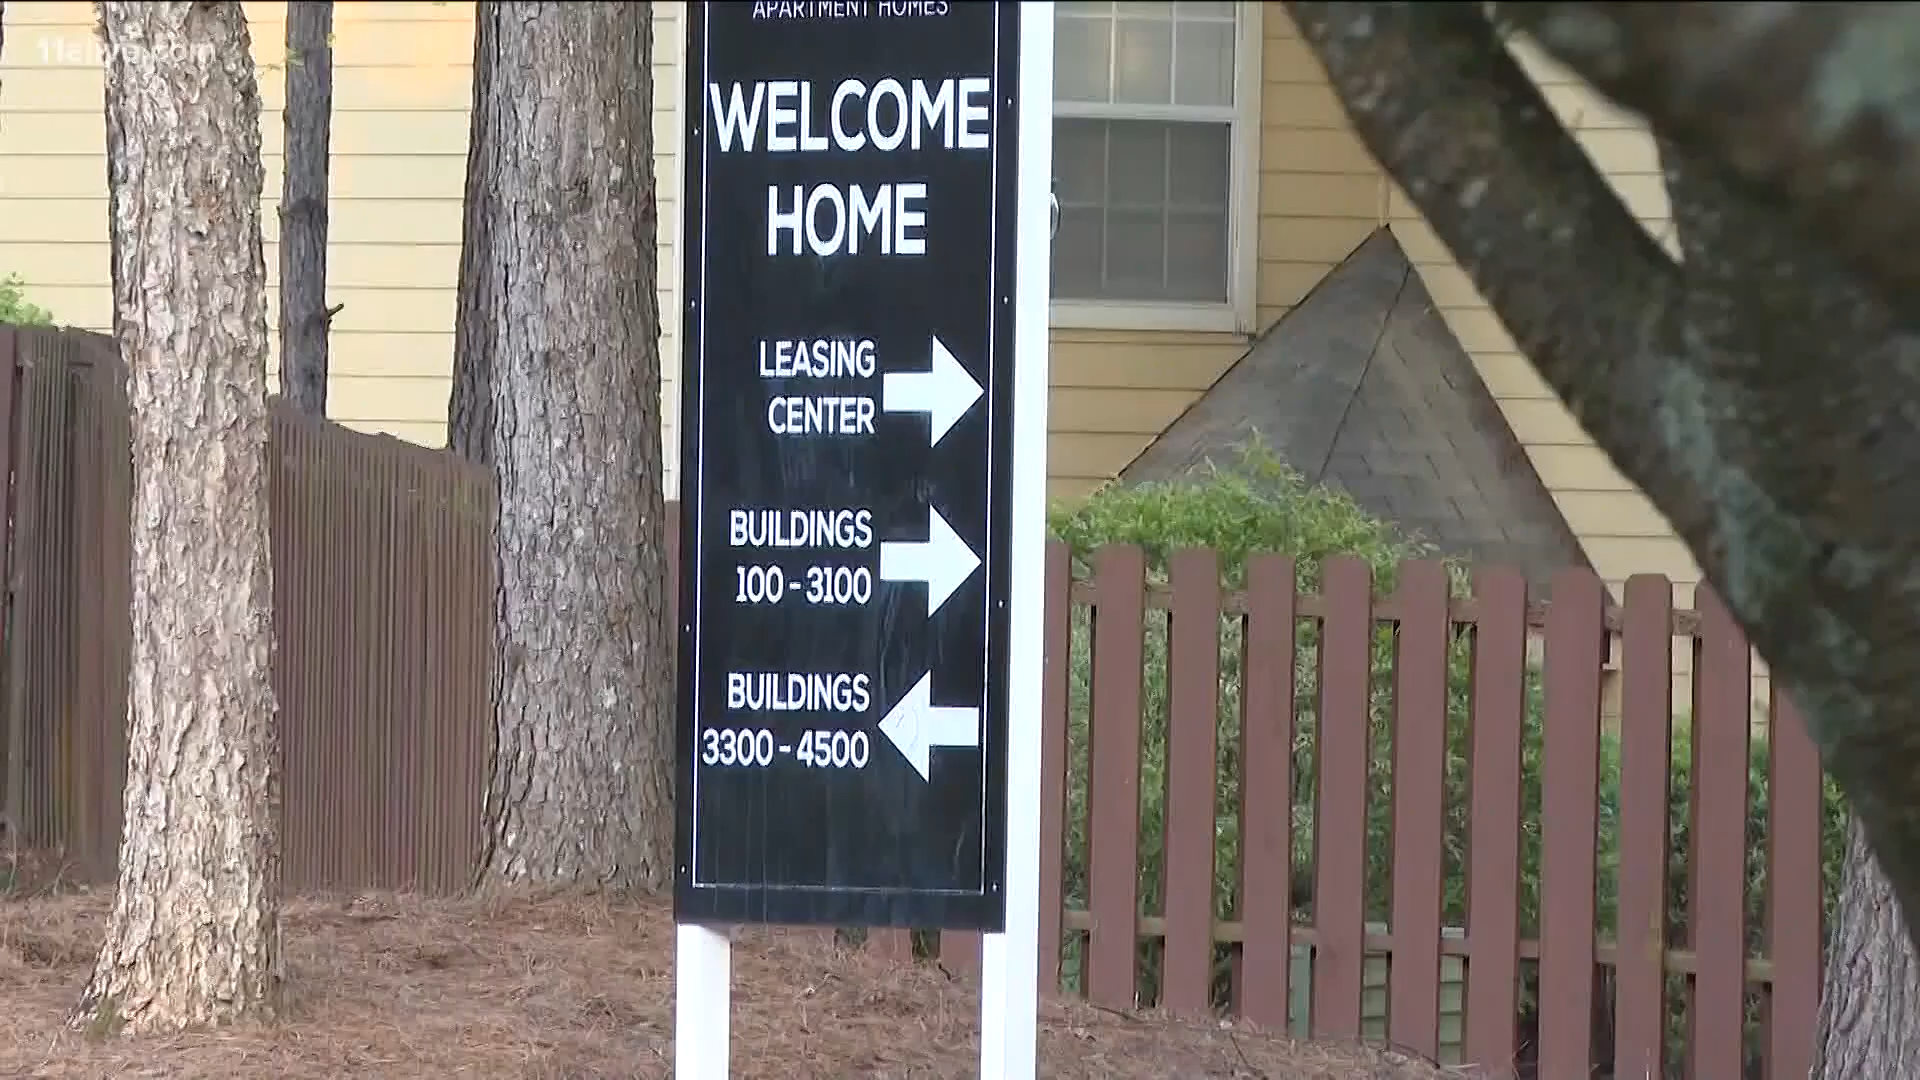 11alive.com
APARTMENT HOMES
WELCOME
HOME
LEASING
CENTER
BUILDINGS
100 - 3100
BUILDINGS
3300 - 4500